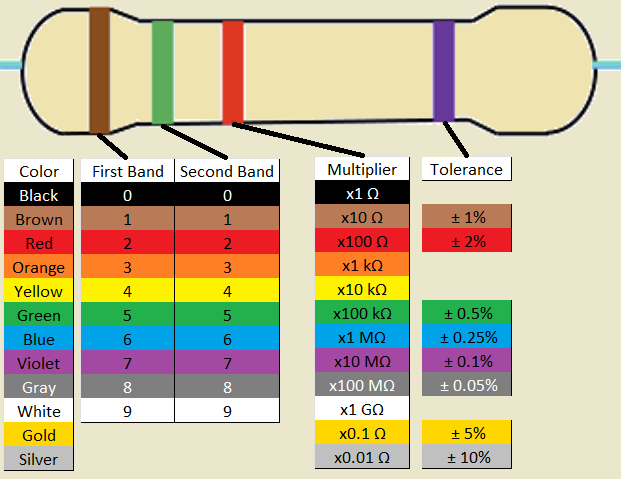 Color First Band Second Band Multiplier Tolerance
Black 0 0 x1 Ω
Brown 1 1 x10 Ω ± 1%
Red 2 2 x100 Ω ± 2%
Orange 3 3 x1 kΩ
Yellow 4 4 x10 kΩ
Green 5 5 x100 kΩ ± 0.5%
Blue 6 6 x1 MΩ ± 0.25%
Violet 7 7 x10 MΩ ± 0.1%
Gray 8 8 x100 MΩ ± 0.05%
White 9 9 x1 GΩ
Gold x0.1 Ω ± 5%
Silver x0.01 Ω ± 10%